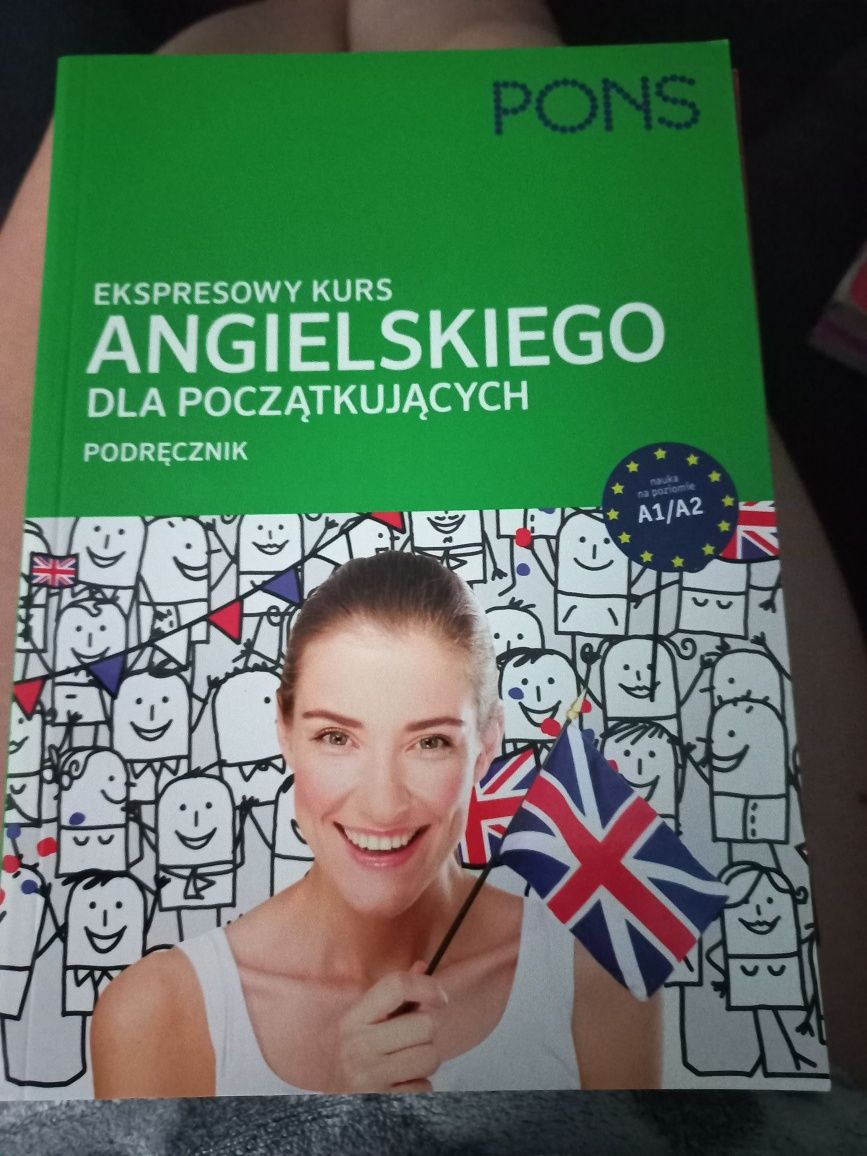 PONS
EKSPRESOWY KURS
ANGIELSKIEGO
DLA POCZĄTKUJĄCYCH
PODRĘCZNIK
nauka
na poziomie
A1/A2